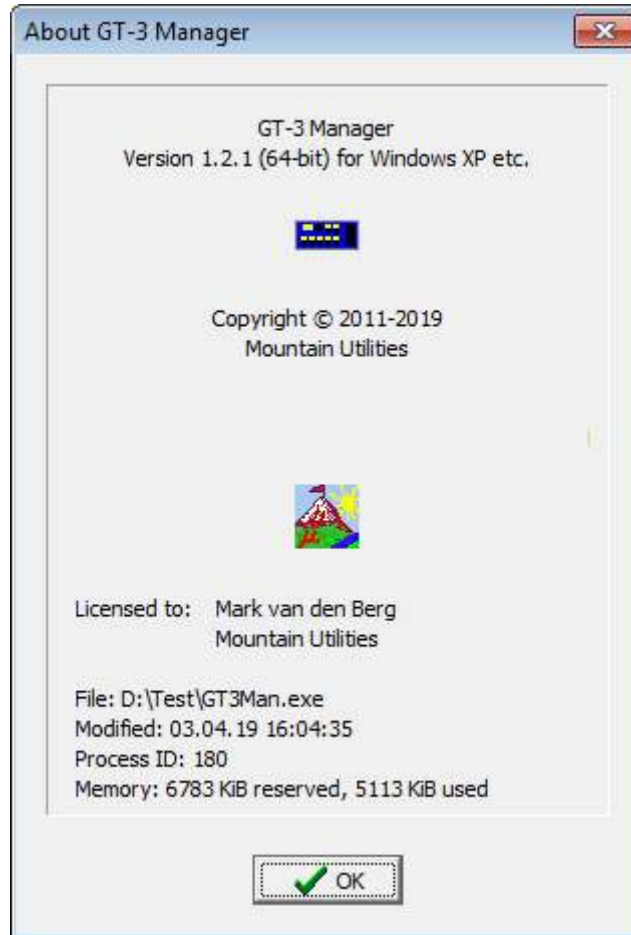 About GT-3 Manager
GT-3 Manager
Version 1.2.1 (64-bit) for Windows XP etc.
Copyright © 2011-2019
Mountain Utilities
μ.
Licensed to: Mark van den Berg
Mountain Utilities
File: D:\Test\GT3Man.exe
Modified: 03.04.19 16:04:35
Process ID: 180
Memory: 6783 KiB reserved, 5113 KiB used
OK